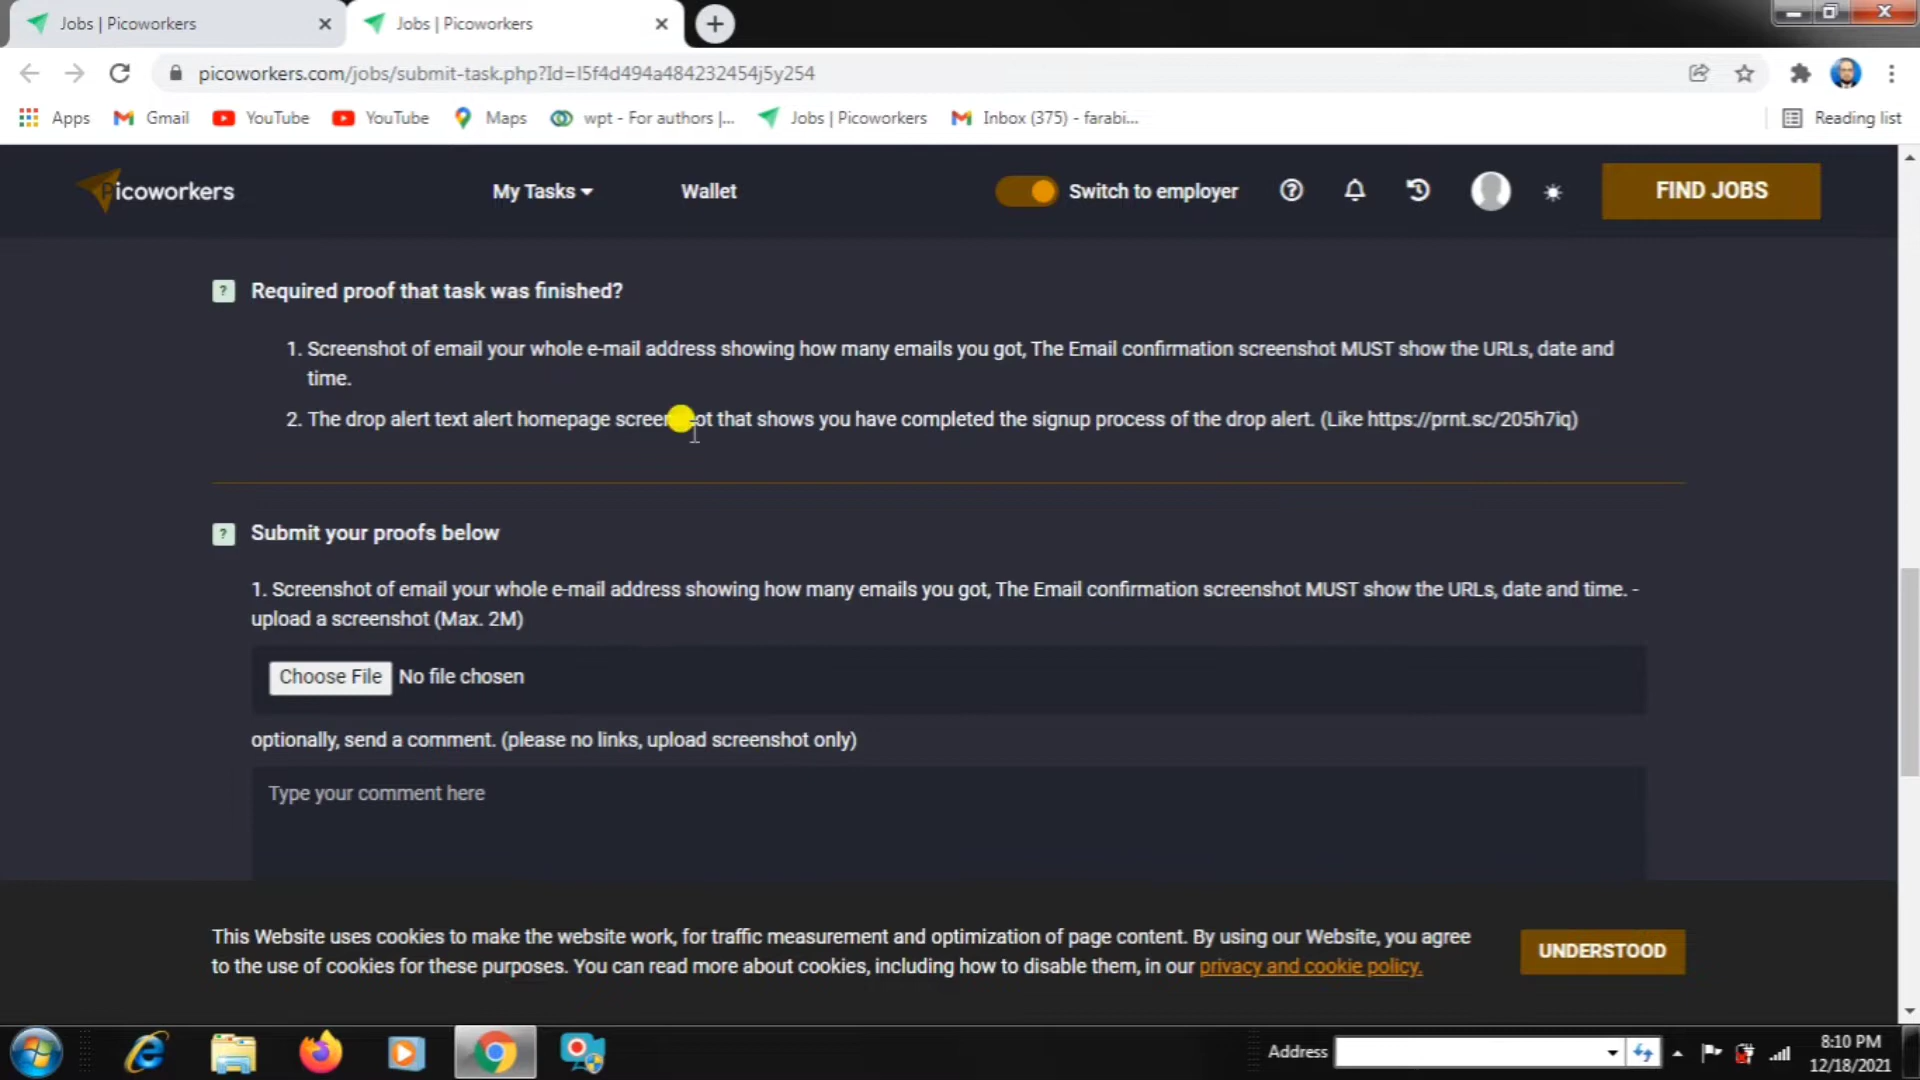 Jobs | Picoworkers
Jobs | Picoworkers
picoworkers.com/jobs/submit-task.php?Id=l5f4d494a484232454j5y254
Apps Gmail YouTube YouTube Maps wpt - For authors |... Jobs | Picoworkers Inbox (375) - farabi... Reading list
Picoworkers My Tasks Wallet Switch to employer FIND JOBS
Required proof that task was finished?
1. Screenshot of email your whole e-mail address showing how many emails you got, The Email confirmation screenshot MUST show the URLs, date and
time.
2. The drop alert text alert homepage screenshot that shows you have completed the signup process of the drop alert. (Like https://prnt.sc/205h7iq)
Submit your proofs below
1. Screenshot of email your whole e-mail address showing how many emails you got, The Email confirmation screenshot MUST show the URLs, date and time. -
upload a screenshot (Max. 2M)
Choose File No file chosen
optionally, send a comment. (please no links, upload screenshot only)
Type your comment here
This Website uses cookies to make the website work, for traffic measurement and optimization of page content. By using our Website, you agree
to the use of cookies for these purposes. You can read more about cookies, including how to disable them, in our privacy and cookie policy.
UNDERSTOOD
Address
8:10 PM
12/18/2021